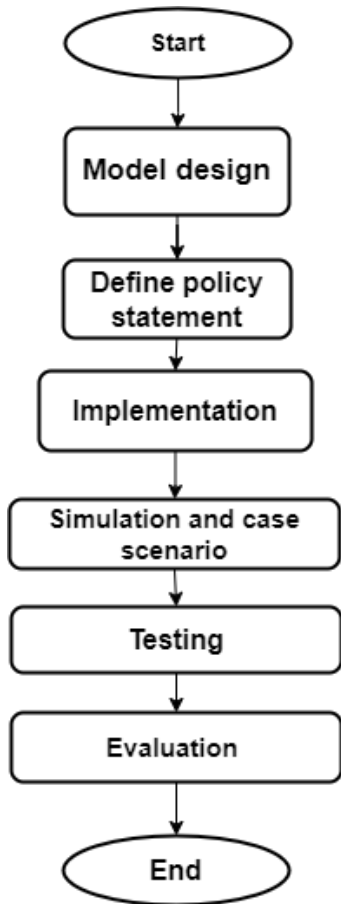 Start
Model design
Define policy
statement
Implementation
Simulation and case
scenario
Testing
Evaluation
End